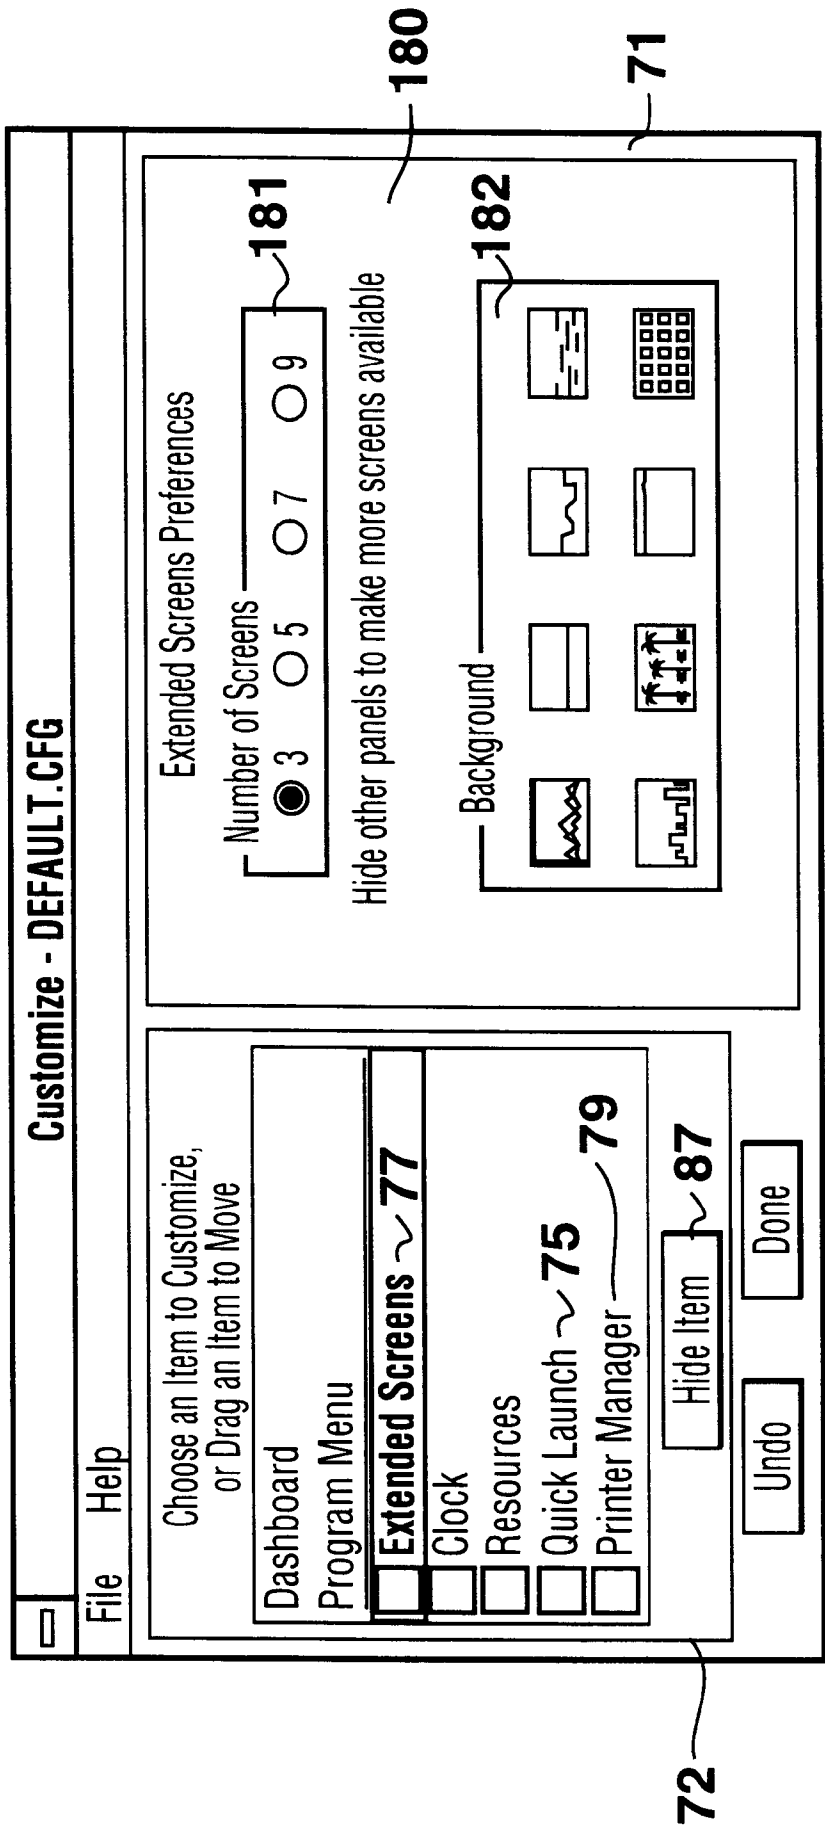 Customize - DEFAULT.CFG
File Help
Choose an Item to Customize,
or Drag an Item to Move
Dashboard
Program Menu
Extended Screens 77
Clock
Resources
Quick Launch 75
Printer Manager 79
Hide Item 87
Undo Done
72
Extended Screens Preferences
Number of Screens 181
3 5 7 9
Hide other panels to make more screens available
180
Background 182
71